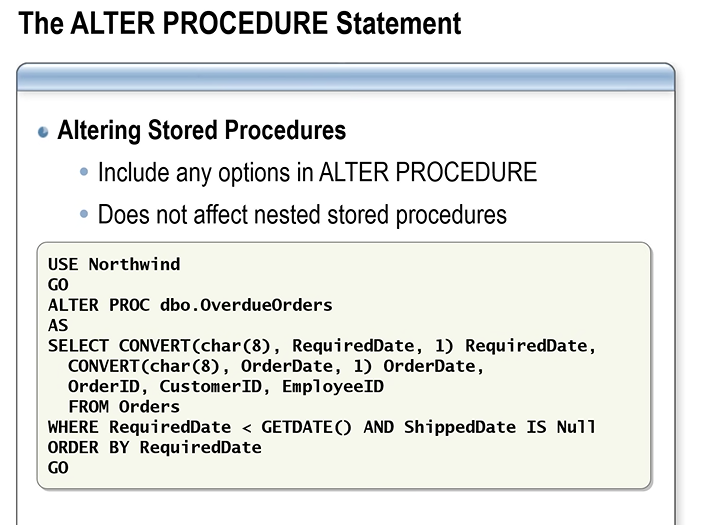 The ALTER PROCEDURE Statement
Altering Stored Procedures
Include any options in ALTER PROCEDURE
Does not affect nested stored procedures
USE Northwind
GO
ALTER PROC dbo.OverdueOrders
AS
SELECT CONVERT(char(8), RequiredDate, 1) RequiredDate,
  CONVERT(char(8), OrderDate, 1) OrderDate,
  OrderID, CustomerID, EmployeeID
  FROM Orders
WHERE RequiredDate < GETDATE() AND ShippedDate IS Null
ORDER BY RequiredDate
GO